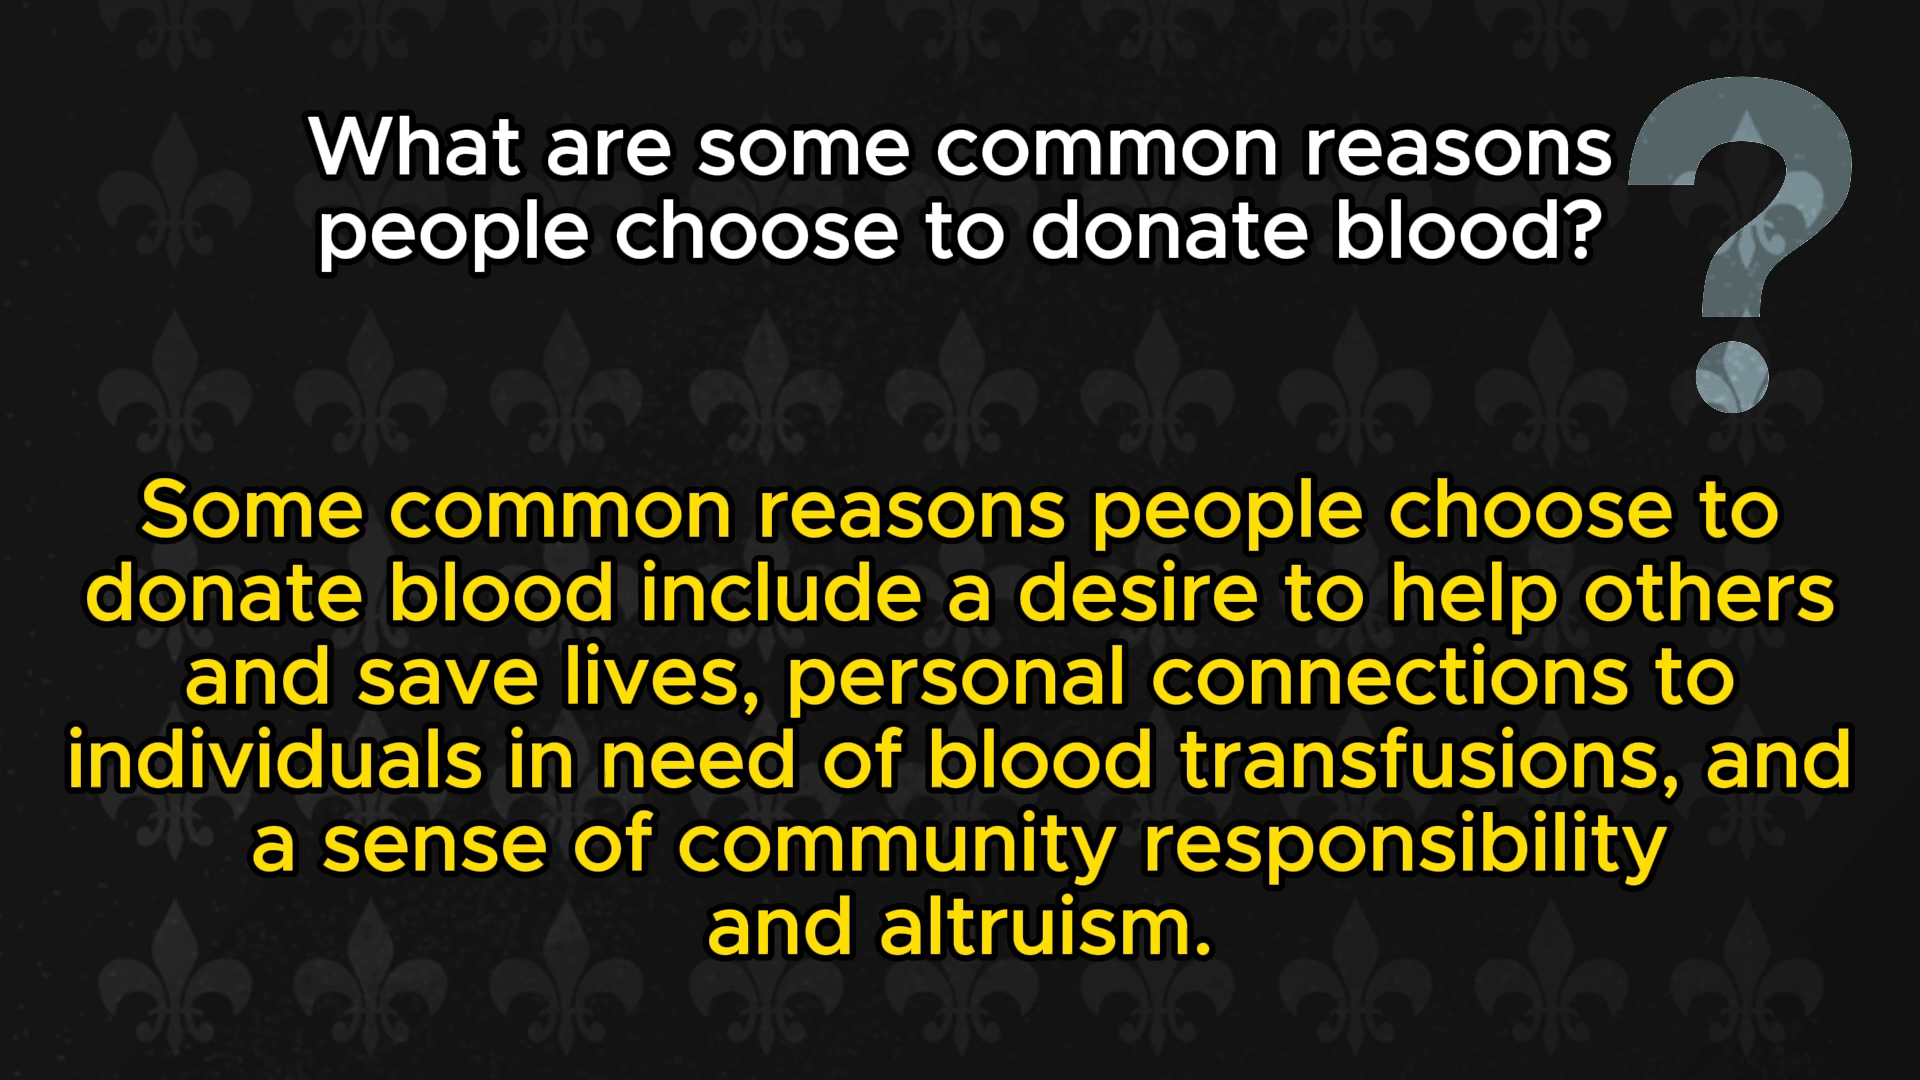 What are some common reasons
people choose to donate blood?
?
Some common reasons people choose to
donate blood include a desire to help others
and save lives, personal connections to
individuals in need of blood transfusions, and
a sense of community responsibility
and altruism.